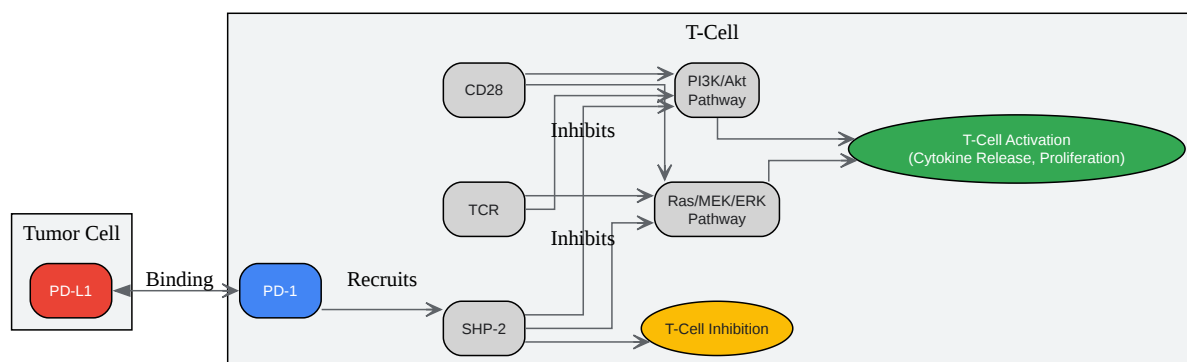 T-Cell
CD28
PI3K/Akt
Pathway
Inhibits
T-Cell Activation
(Cytokine Release, Proliferation)
TCR
Ras/MEK/ERK
Pathway
Tumor Cell
Inhibits
PD-L1
Binding
PD-1
Recruits
SHP-2
T-Cell Inhibition